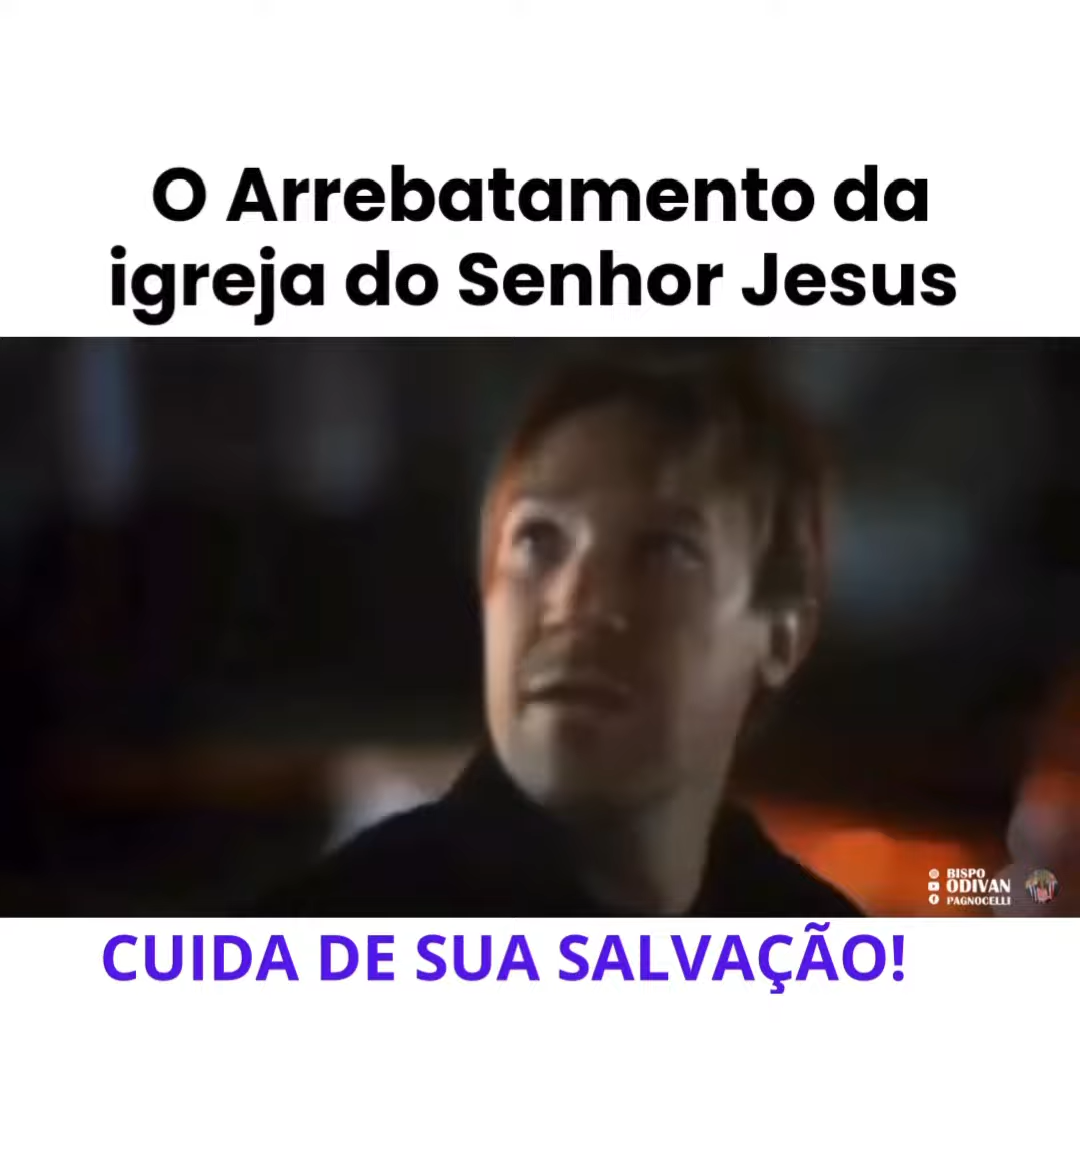 O Arrebatamento da
igreja do Senhor Jesus
BISPO
ODIVAN
PAGNOCELLI
CUIDA DE SUA SALVAÇÃO!